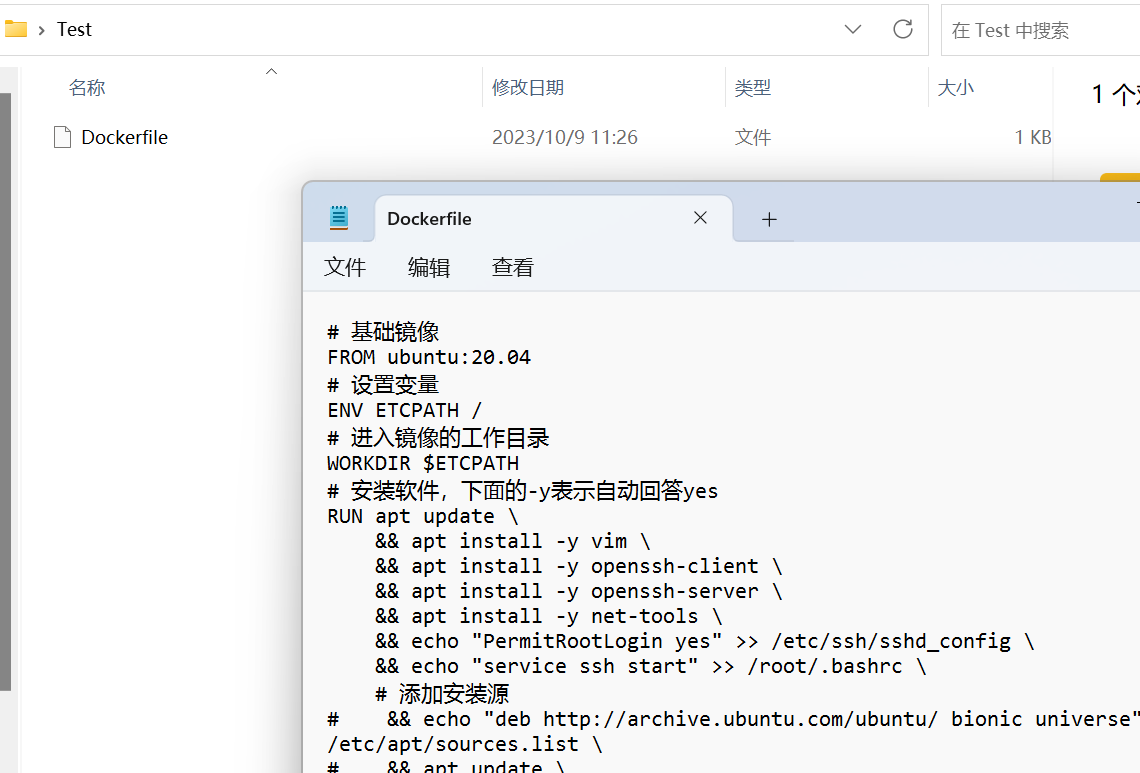 Test
在 Test 中搜索
名称
修改日期
类型
大小
1 个
Dockerfile
2023/10/9 11:26
文件
1 KB
Dockerfile
文件
编辑
查看
# 基础镜像
FROM ubuntu:20.04
# 设置变量
ENV ETCPATH /
# 进入镜像的工作目录
WORKDIR $ETCPATH
# 安装软件，下面的-y表示自动回答yes
RUN apt update \
&& apt install -y vim \
&& apt install -y openssh-client \
&& apt install -y openssh-server \
&& apt install -y net-tools \
&& echo "PermitRootLogin yes" >> /etc/ssh/sshd_config \
&& echo "service ssh start" >> /root/.bashrc \
# 添加安装源
# && echo "deb http://archive.ubuntu.com/ubuntu/ bionic universe"
/etc/apt/sources.list \
# && apt update \